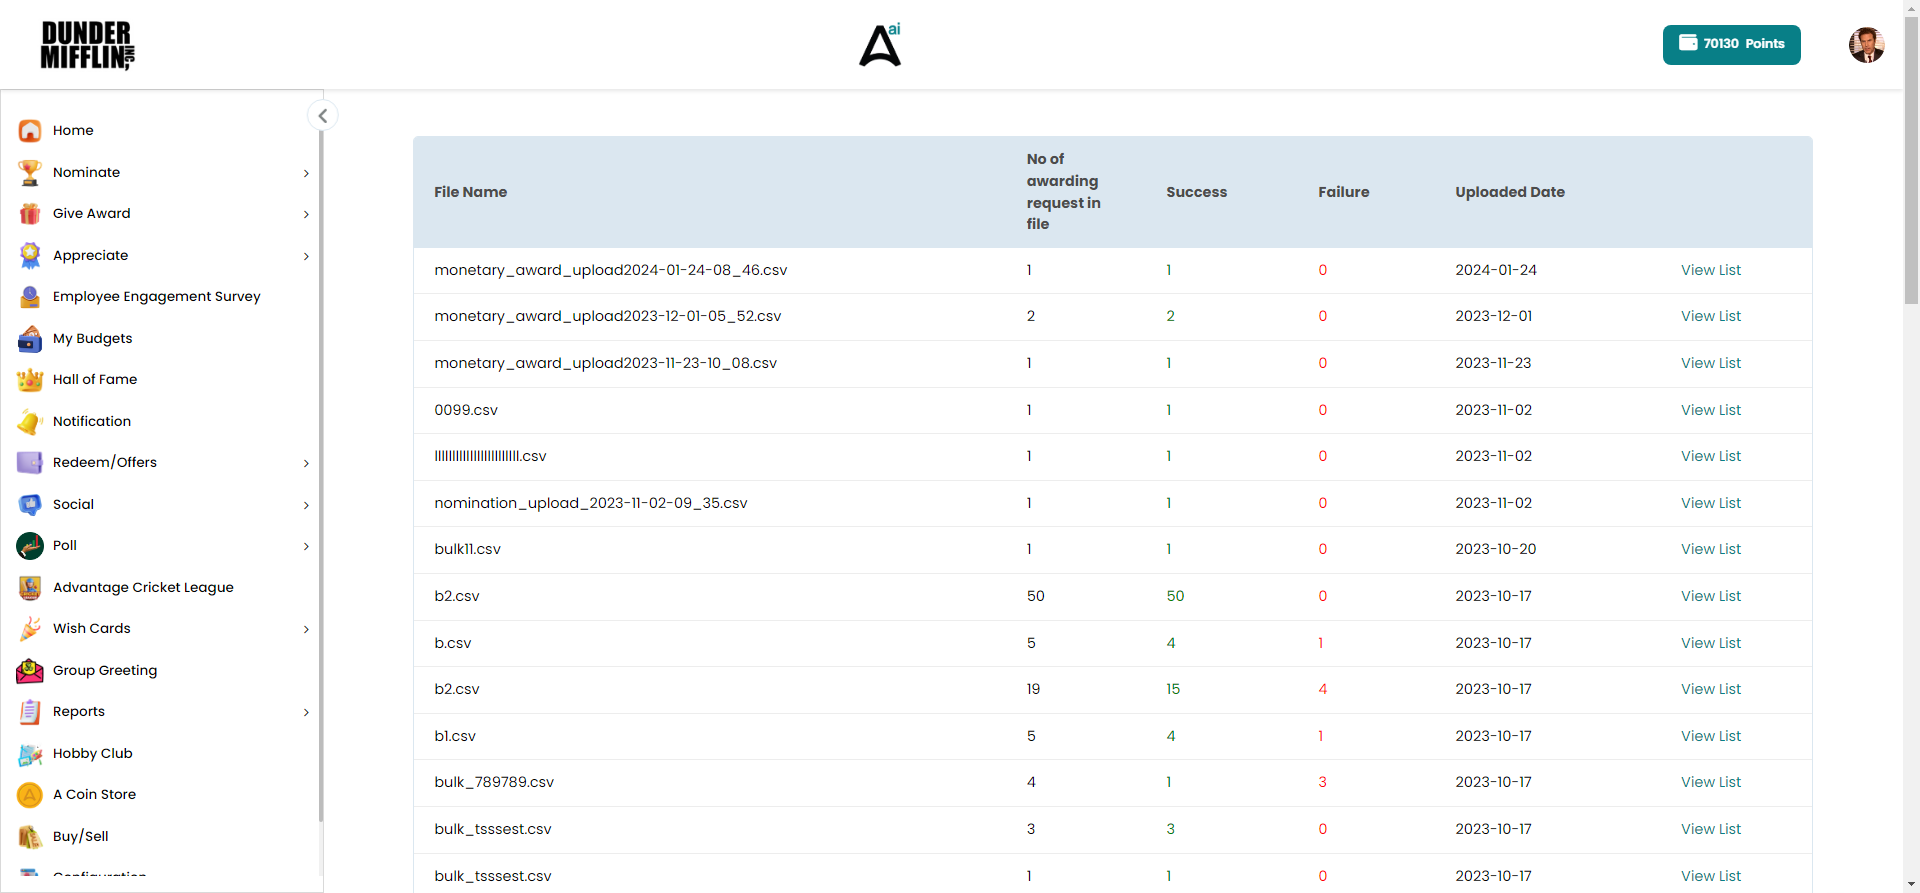 DUNDER
MIFFLIN, INC
ai
70130 Points
Home
Nominate
Give Award
Appreciate
Employee Engagement Survey
My Budgets
Hall of Fame
Notification
Redeem/Offers
Social
Poll
Advantage Cricket League
Wish Cards
Group Greeting
Reports
Hobby Club
A Coin Store
Buy/Sell
Configuration
File Name No of awarding request in file Success Failure Uploaded Date
monetary_award_upload2024-01-24-08_46.csv 1 1 0 2024-01-24 View List
monetary_award_upload2023-12-01-05_52.csv 2 2 0 2023-12-01 View List
monetary_award_upload2023-11-23-10_08.csv 1 1 0 2023-11-23 View List
0099.csv 1 1 0 2023-11-02 View List
.csv 1 1 0 2023-11-02 View List
nomination_upload_2023-11-02-09_35.csv 1 1 0 2023-11-02 View List
bulk11.csv 1 1 0 2023-10-20 View List
b2.csv 50 50 0 2023-10-17 View List
b.csv 5 4 1 2023-10-17 View List
b2.csv 19 15 4 2023-10-17 View List
b1.csv 5 4 1 2023-10-17 View List
bulk_789789.csv 4 1 3 2023-10-17 View List
bulk_tsssest.csv 3 3 0 2023-10-17 View List
bulk_tsssest.csv 1 1 0 2023-10-17 View List